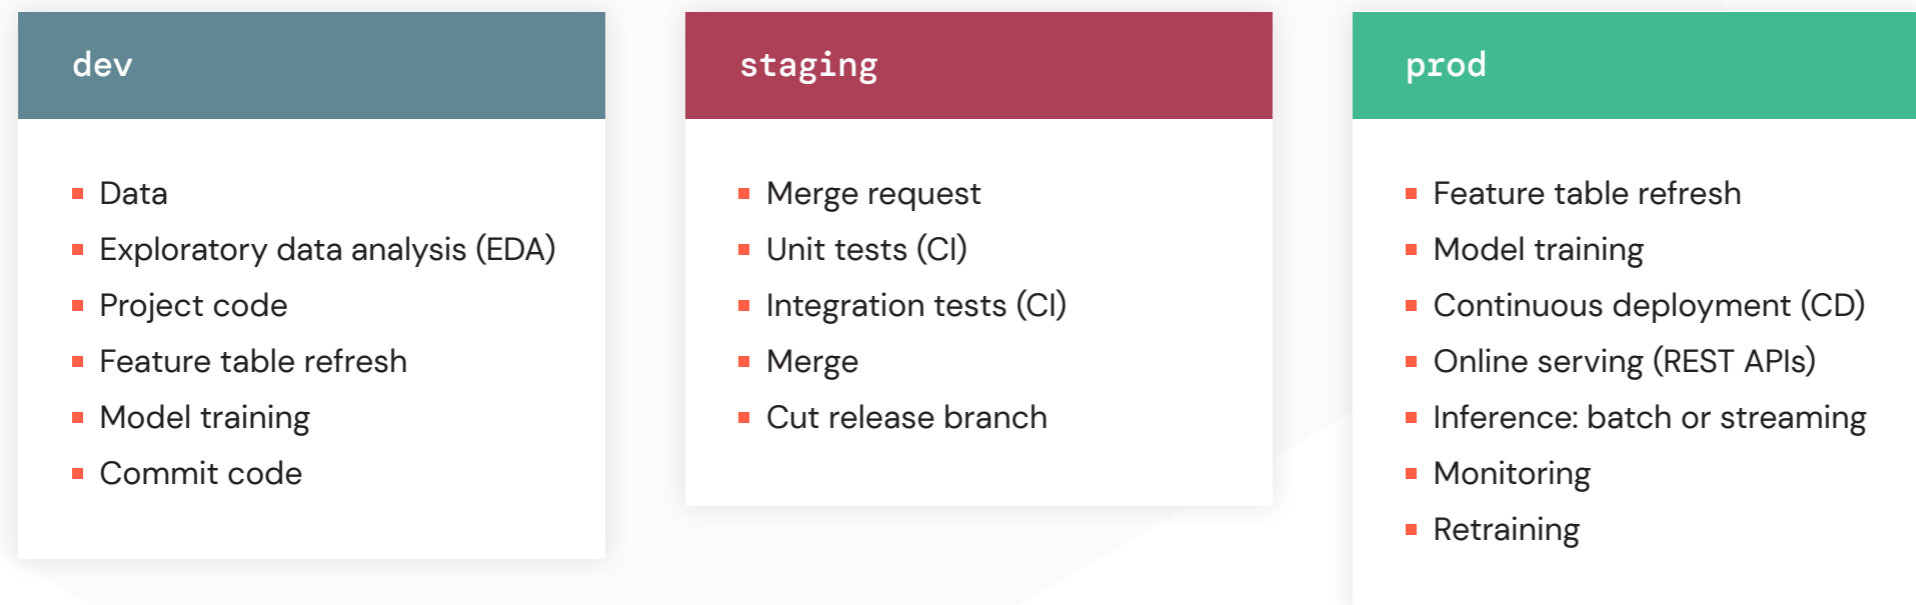 dev
Data
Exploratory data analysis (EDA)
Project code
Feature table refresh
Model training
Commit code
staging
Merge request
Unit tests (CI)
Integration tests (CI)
Merge
Cut release branch
prod
Feature table refresh
Model training
Continuous deployment (CD)
Online serving (REST APIs)
Inference: batch or streaming
Monitoring
Retraining